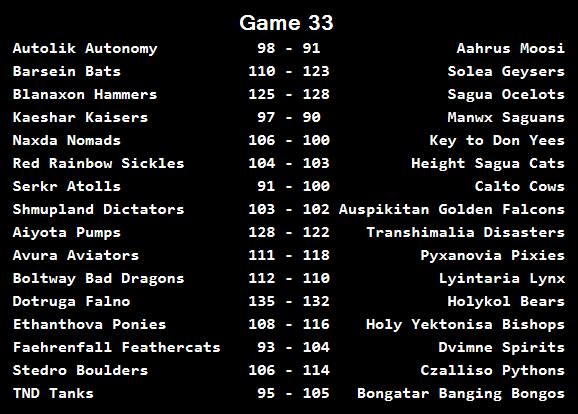 Game 33
Autolik Autonomy 98 - 91 Aahrus Moosi
Barsein Bats 110 - 123 Solea Geysers
Blanaxon Hammers 125 - 128 Sagua Ocelots
Kaeshar Kaisers 97 - 90 Manwx Saguans
Naxda Nomads 106 - 100 Key to Don Yees
Red Rainbow Sickles 104 - 103 Height Sagua Cats
Serkr Atolls 91 - 100 Calto Cows
Shmupland Dictators 103 - 102 Auspikitan Golden Falcons
Aiyota Pumps 128 - 122 Transhimalia Disasters
Avura Aviators 111 - 118 Pyxanovia Pixies
Boltway Bad Dragons 112 - 110 Lyintaria Lynx
Dotruga Falno 135 - 132 Holykol Bears
Ethanthova Ponies 108 - 116 Holy Yektonisa Bishops
Faehrenfall Feathercats 93 - 104 Dvimne Spirits
Stedro Boulders 106 - 114 Czalliso Pythons
TND Tanks 95 - 105 Bongatar Banging Bongos